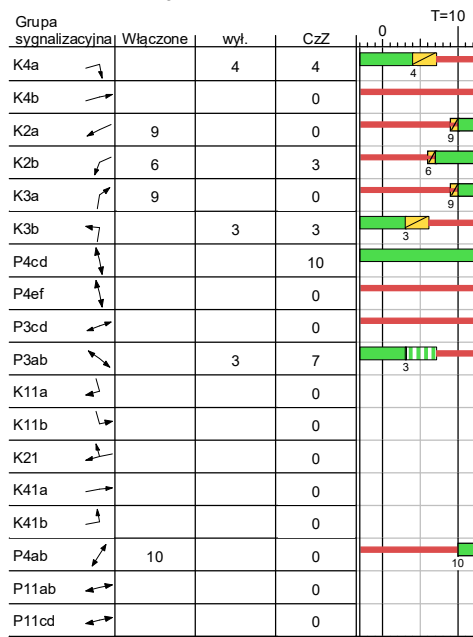 Grupa T=10
sygnalizacyjna Włączone wył. CzZ 0
K4a 4 4 4
K4b 0
K2a 9 0 9
K2b 6 3 6
K3a 9 0 9
K3b 3 3 3
P4cd 10
P4ef 0
P3cd 0
P3ab 3 7 3
K11a 0
K11b 0
K21 0
K41a 0
K41b 0
P4ab 10 0 10
P11ab 0
P11cd 0